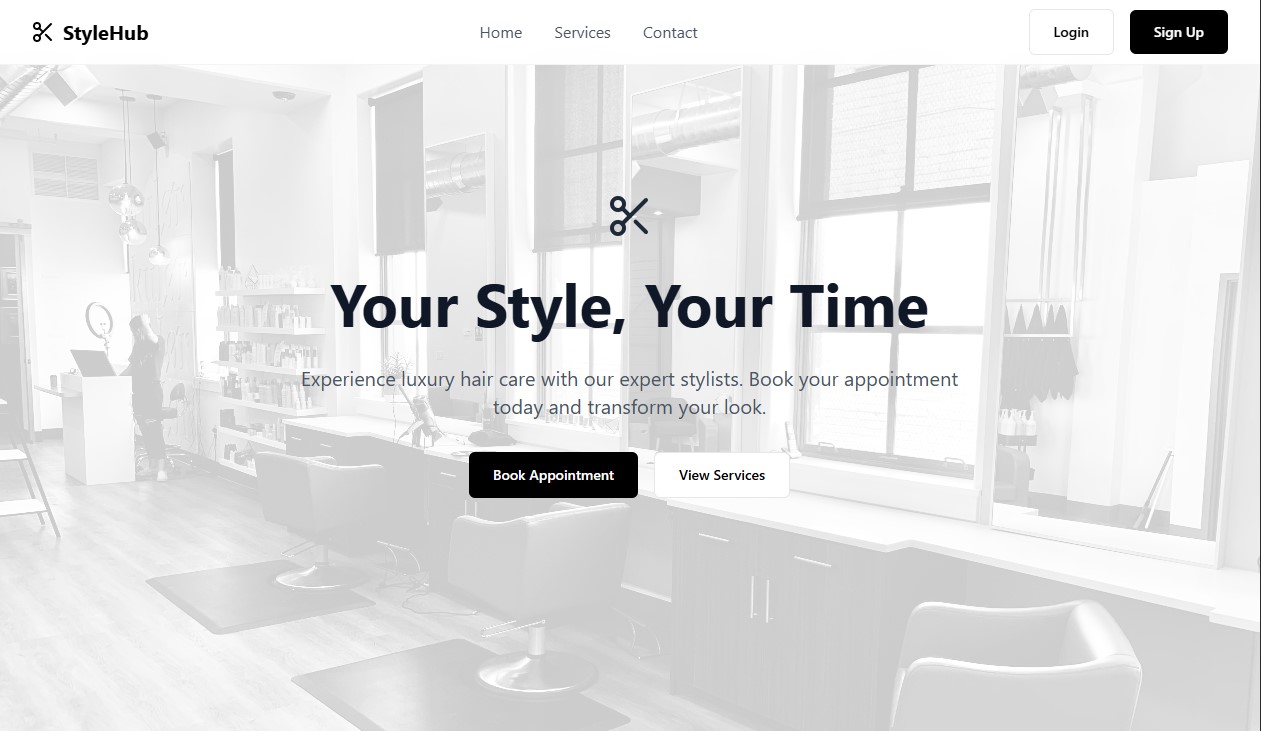 StyleHub
Home
Services
Contact
Login
Sign Up
Your Style, Your Time
Experience luxury hair care with our expert stylists. Book your appointment
today and transform your look.
Book Appointment
View Services